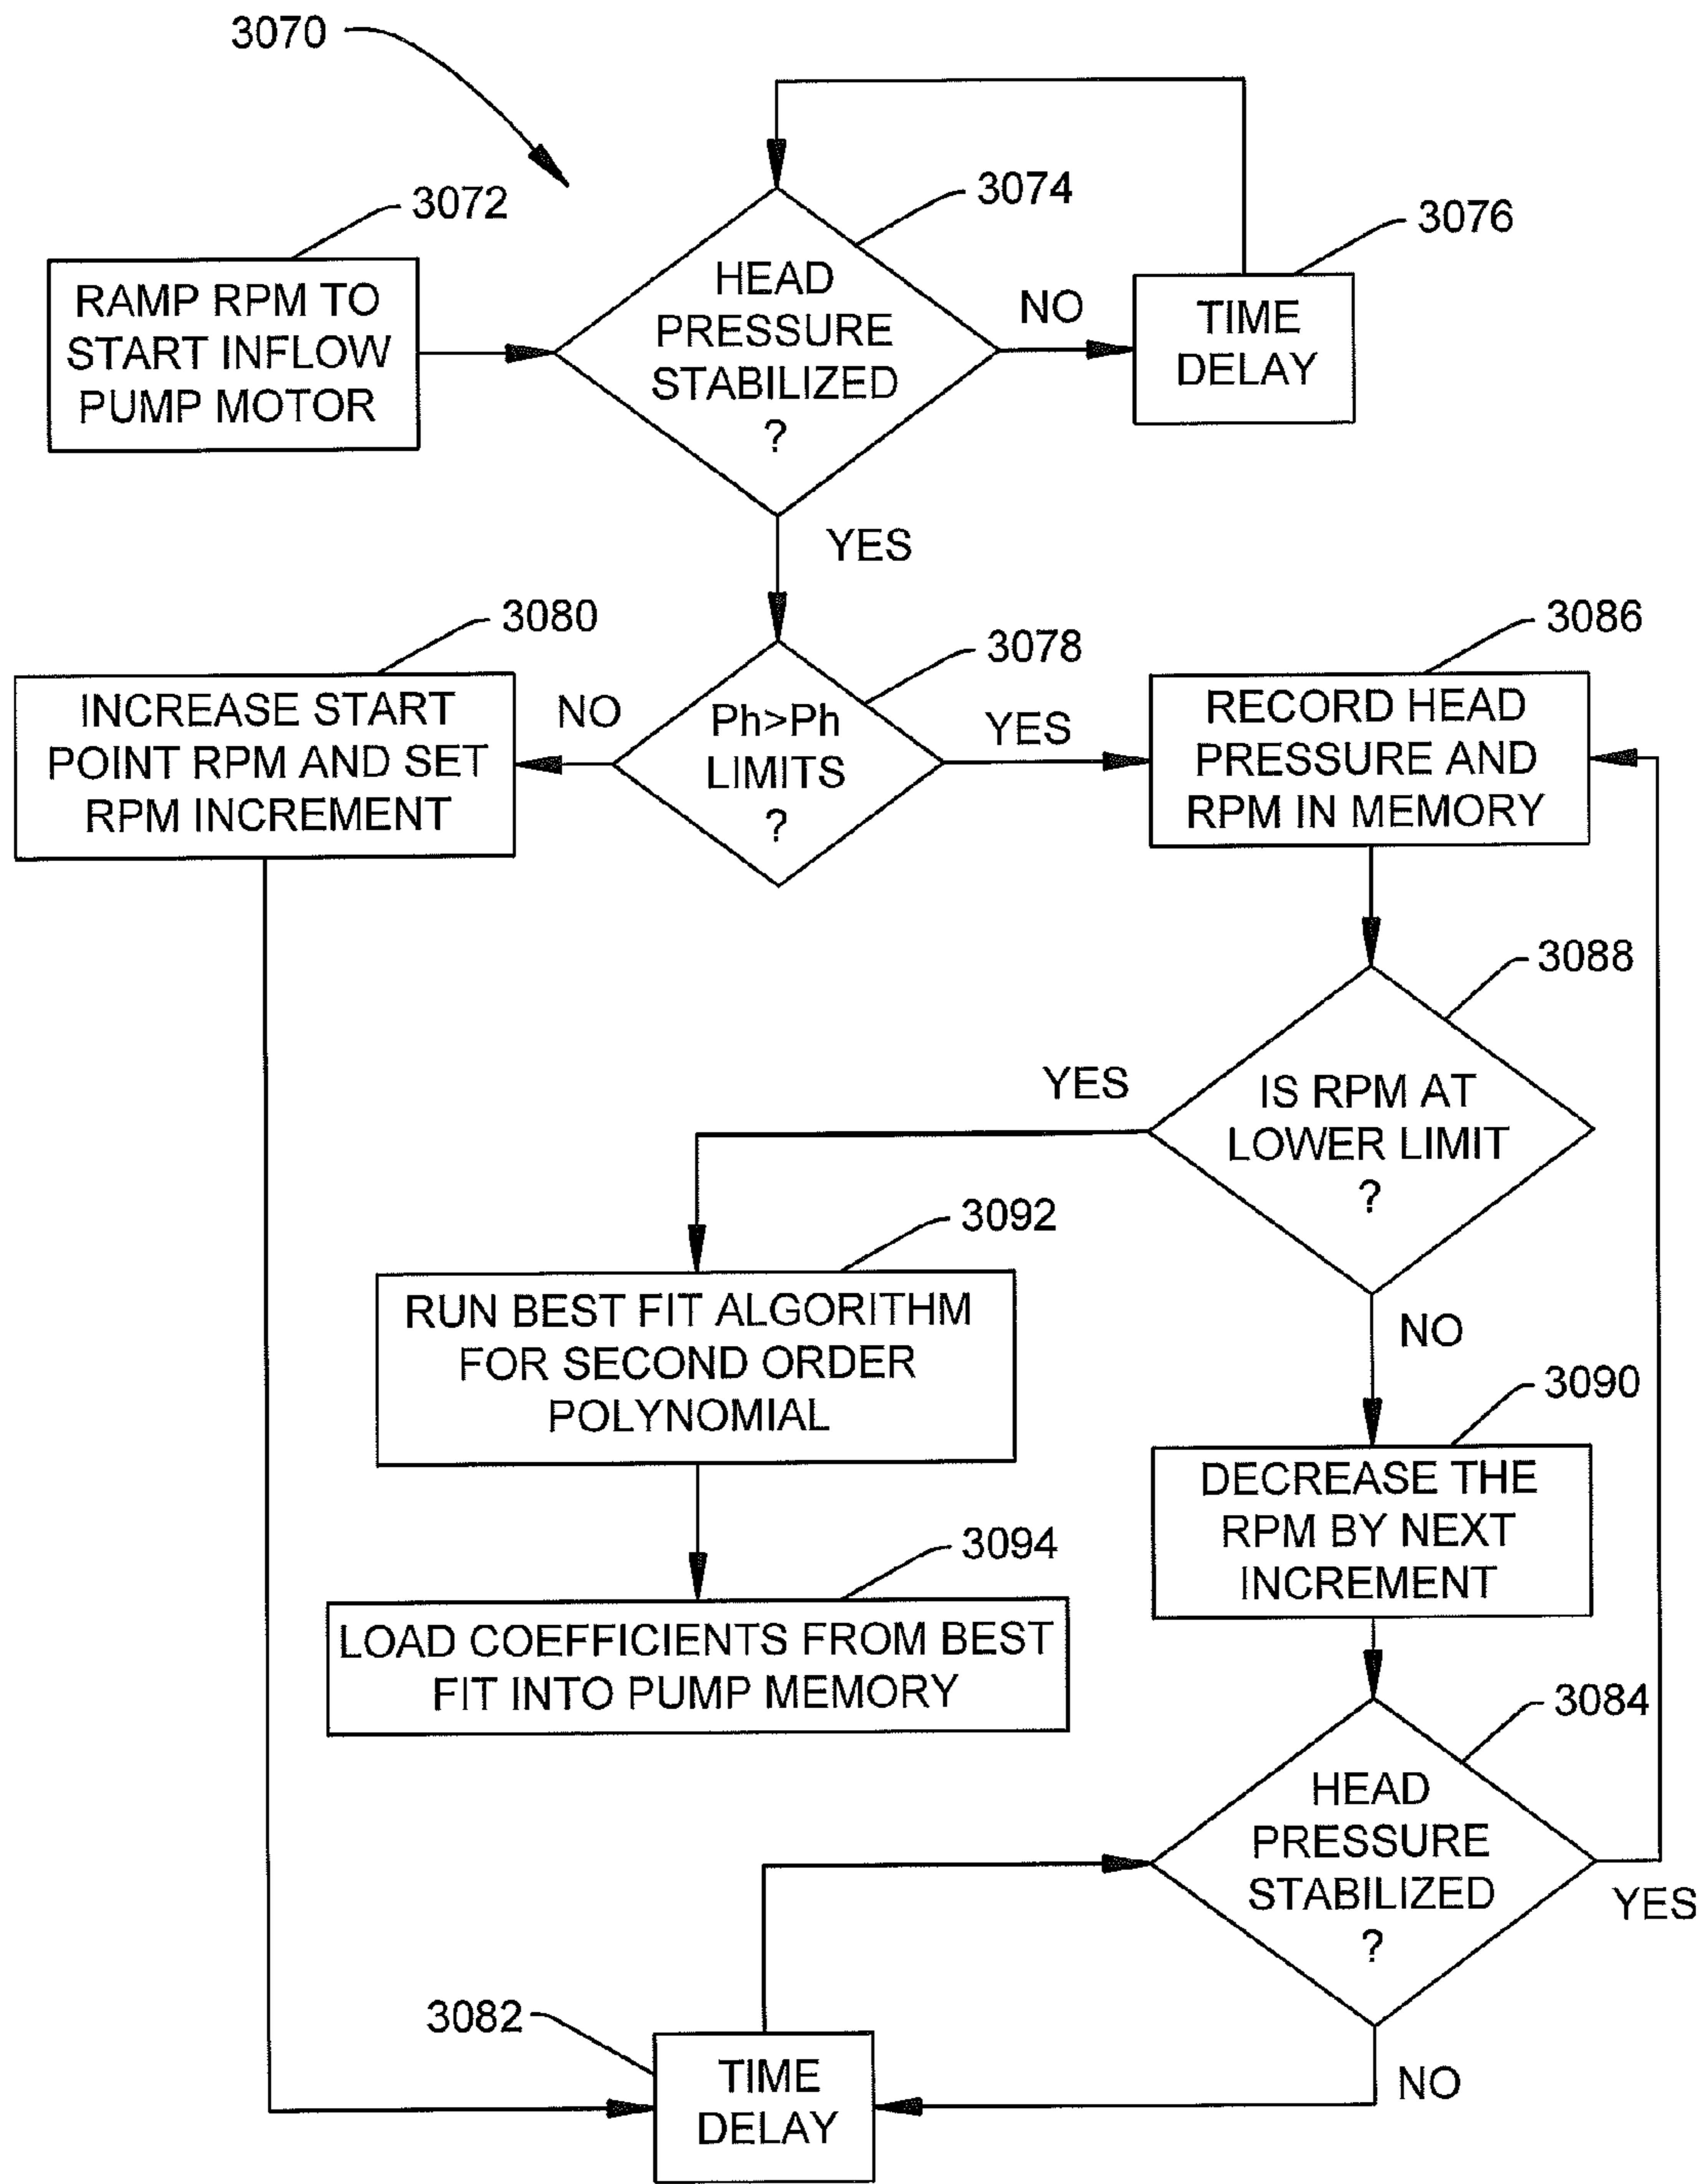 3070
3072
RAMP RPM TO
START INFLOW
PUMP MOTOR
3074
HEAD
PRESSURE
STABILIZED
?
NO
3076
TIME
DELAY
YES
3080
INCREASE START
POINT RPM AND SET
RPM INCREMENT
NO
3078
Ph>Ph
LIMITS
?
YES
3086
RECORD HEAD
PRESSURE AND
RPM IN MEMORY
3088
IS RPM AT
LOWER LIMIT
?
YES
NO
3092
RUN BEST FIT ALGORITHM
FOR SECOND ORDER
POLYNOMIAL
3090
DECREASE THE
RPM BY NEXT
INCREMENT
3094
LOAD COEFFICIENTS FROM BEST
FIT INTO PUMP MEMORY
3084
HEAD
PRESSURE
STABILIZED
?
YES
NO
3082
TIME
DELAY